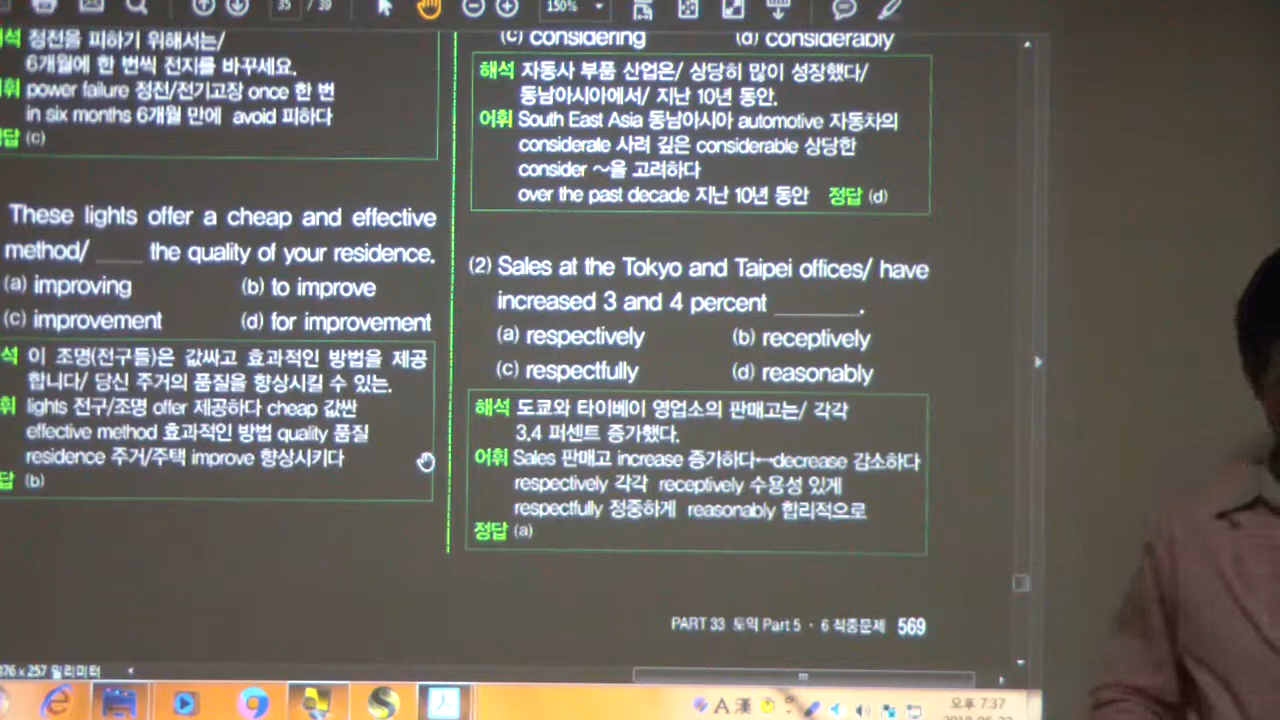 35 / 39
150%
석 정전을 피하기 위해서는/
6개월에 한 번씩 전지를 바꾸세요.
휘 power failure 정전/전기고장 once 한 번
in six months 6개월 만에 avoid 피하다
답 (c)
These lights offer a cheap and effective
method/ ____ the quality of your residence.
(a) improving (b) to improve
(c) improvement (d) for improvement
석 이 조명(전구들)은 값싸고 효과적인 방법을 제공
합니다/ 당신 주거의 품질을 향상시킬 수 있는.
휘 lights 전구/조명 offer 제공하다 cheap 값싼
effective method 효과적인 방법 quality 품질
residence 주거/주택 improve 향상시키다
답 (b)
(c) considering (d) considerably
해석 자동사 부품 산업은/ 상당히 많이 성장했다/
동남아시아에서/ 지난 10년 동안.
어휘 South East Asia 동남아시아 automotive 자동차의
considerate 사려 깊은 considerable 상당한
consider ~을 고려하다
over the past decade 지난 10년 동안 정답 (d)
(2) Sales at the Tokyo and Taipei offices/ have
increased 3 and 4 percent ______.
(a) respectively (b) receptively
(c) respectfully (d) reasonably
해석 도쿄와 타이베이 영업소의 판매고는/ 각각
3.4 퍼센트 증가했다.
어휘 Sales 판매고 increase 증가하다↔decrease 감소하다
respectively 각각 receptively 수용성 있게
respectfully 정중하게 reasonably 합리적으로
정답 (a)
PART 33 토익 Part 5 · 6 적중문제 569
76 x 257 밀리미터
A 漢
오후 7:37